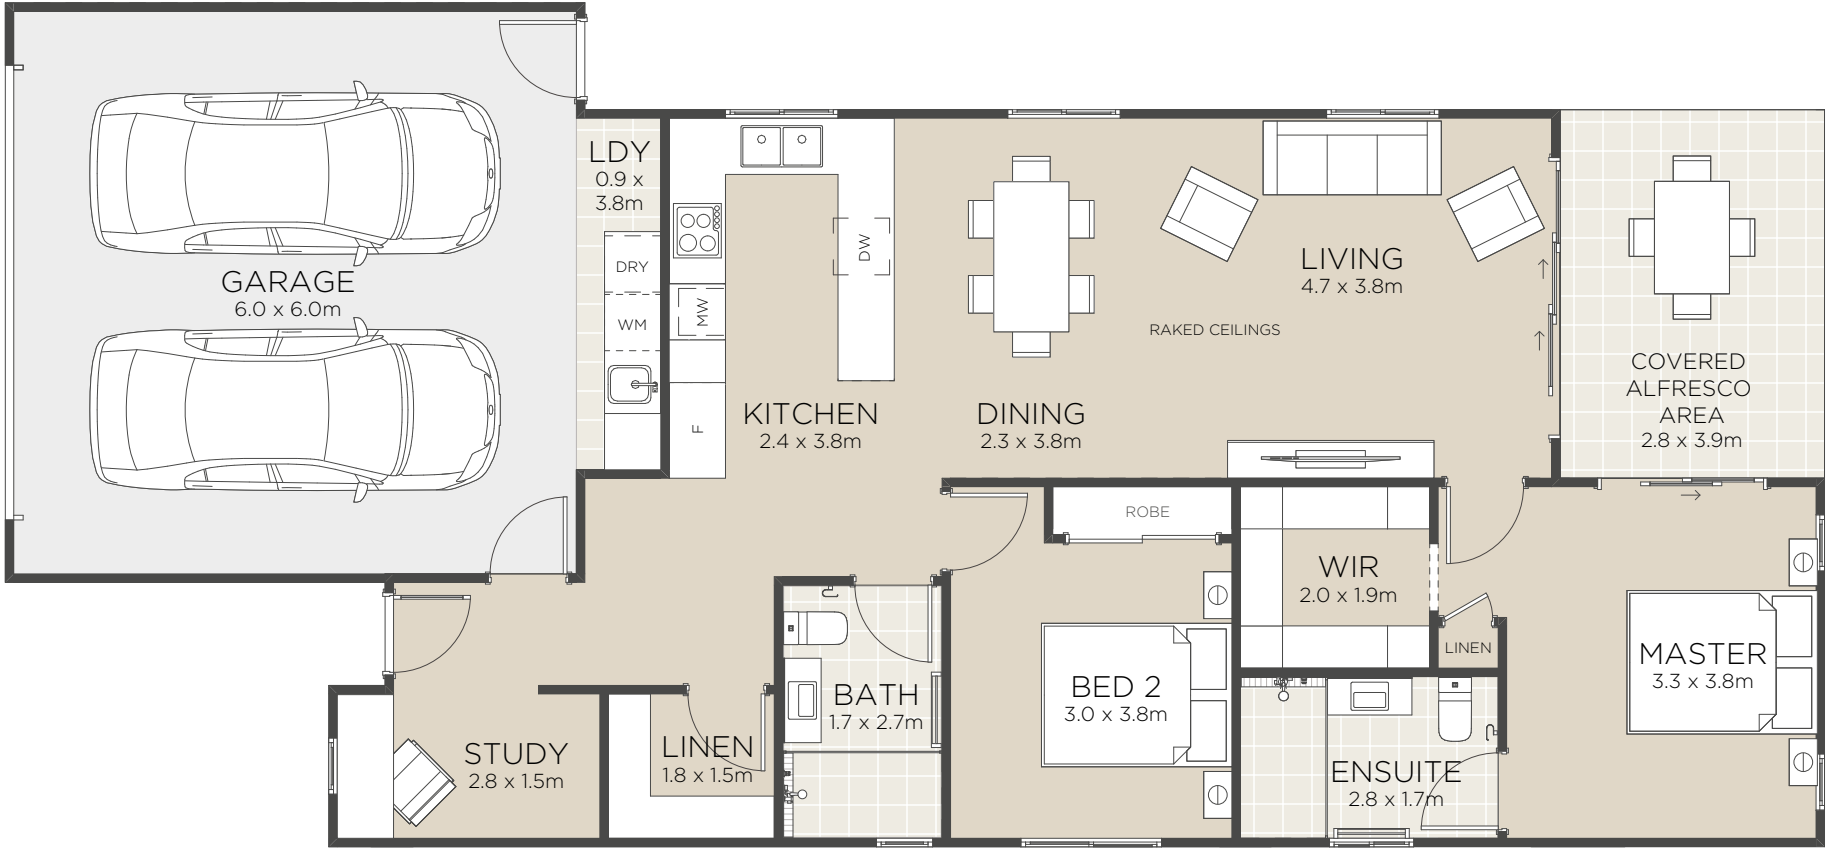 GARAGE
6.0 x 6.0m
LDY
0.9 x
3.8m
DRY
WM
MW
F
DW
KITCHEN
2.4 x 3.8m
DINING
2.3 x 3.8m
LIVING
4.7 x 3.8m
RAKED CEILINGS
COVERED
ALFRESCO
AREA
2.8 x 3.9m
ROBE
WIR
2.0 x 1.9m
LINEN
MASTER
3.3 x 3.8m
BED 2
3.0 x 3.8m
BATH
1.7 x 2.7m
STUDY
2.8 x 1.5m
LINEN
1.8 x 1.5m
ENSUITE
2.8 x 1.7m